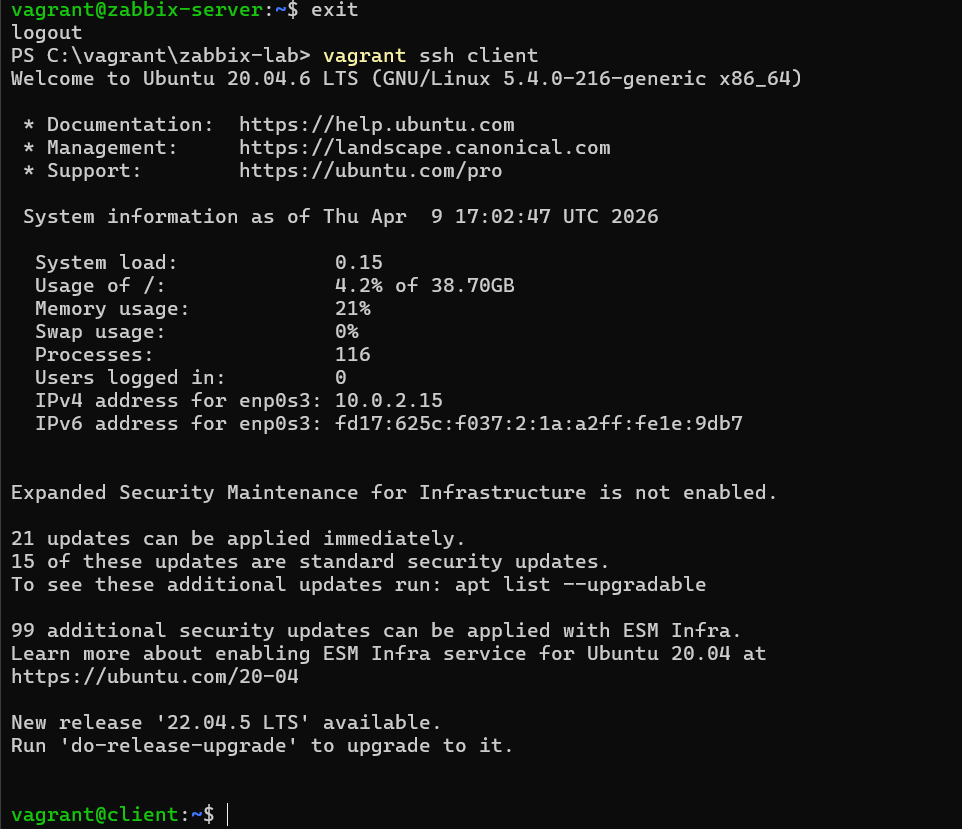 vagrant@zabbix-server:~$ exit
logout
PS C:\vagrant\zabbix-lab> vagrant ssh client
Welcome to Ubuntu 20.04.6 LTS (GNU/Linux 5.4.0-216-generic x86_64)

 * Documentation:  https://help.ubuntu.com
 * Management:     https://landscape.canonical.com
 * Support:        https://ubuntu.com/pro

 System information as of Thu Apr  9 17:02:47 UTC 2026

  System load:             0.15
  Usage of /:              4.2% of 38.70GB
  Memory usage:            21%
  Swap usage:              0%
  Processes:               116
  Users logged in:         0
  IPv4 address for enp0s3: 10.0.2.15
  IPv6 address for enp0s3: fd17:625c:f037:2:1a:a2ff:fe1e:9db7

Expanded Security Maintenance for Infrastructure is not enabled.

21 updates can be applied immediately.
15 of these updates are standard security updates.
To see these additional updates run: apt list --upgradable

99 additional security updates can be applied with ESM Infra.
Learn more about enabling ESM Infra service for Ubuntu 20.04 at
https://ubuntu.com/20-04

New release '22.04.5 LTS' available.
Run 'do-release-upgrade' to upgrade to it.

vagrant@client:~$